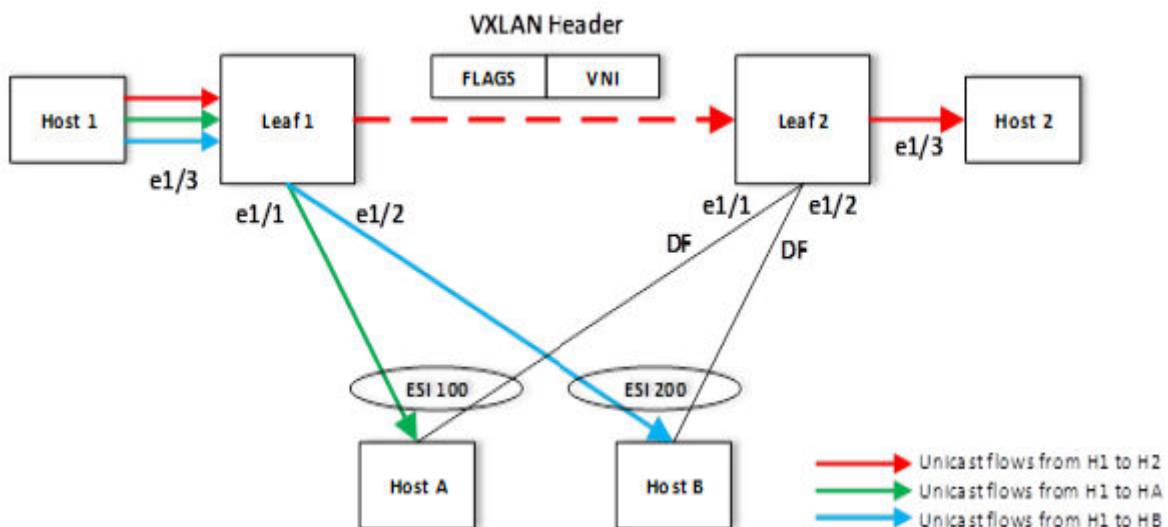 VXLAN Header
FLAGS VNI
Host 1
Leaf 1
Leaf 2
Host 2
e1/3
e1/3
e1/1
e1/2
e1/1
e1/2
DF
DF
ESI 100
ESI 200
Host A
Host B
Unicast flows from H1 to H2
Unicast flows from H1 to HA
Unicast flows from H1 to HB